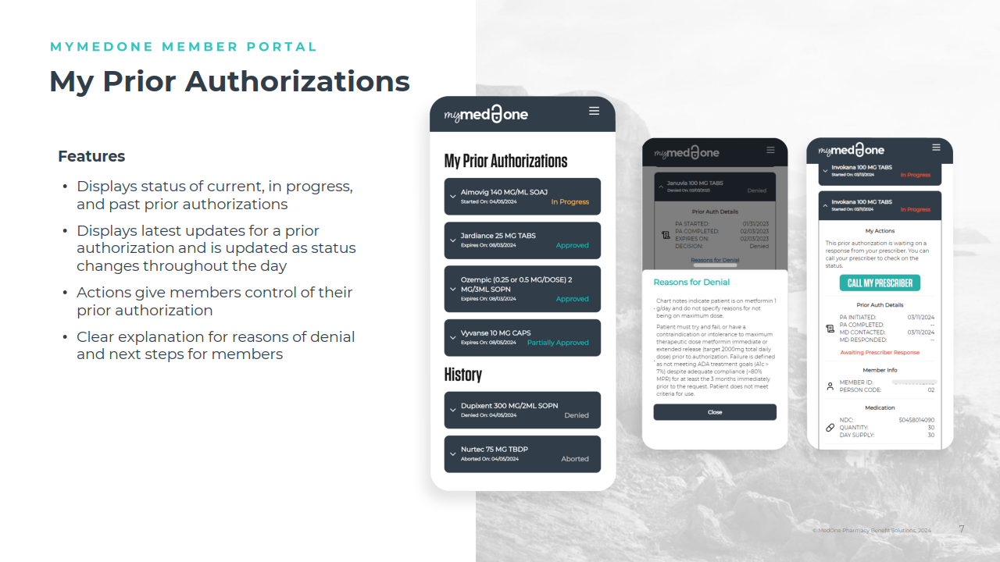 MYMEDONE MEMBER PORTAL
My Prior Authorizations
Features
• Displays status of current, in progress,
and past prior authorizations
• Displays latest updates for a prior
authorization and is updated as status
changes throughout the day
• Actions give members control of their
prior authorization
• Clear explanation for reasons of denial
and next steps for members
mymedone
My Prior Authorizations
Aimovig 140 MG/ML SOAJ
Started On: 04/05/2024 In Progress
Jardiance 25 MG TABS
Expires On: 08/03/2024 Approved
Ozempic (0.25 or 0.5 MG/DOSE) 2
MG/3ML SOPN
Expires On: 08/03/2024 Approved
Vyvanse 10 MG CAPS
Expires On: 08/05/2024 Partially Approved
History
Dupixent 300 MG/2ML SOPN
Denied On: 04/05/2024 Denied
Nurtec 75 MG TBDP
Aborted On: 04/05/2024 Aborted
mymedone
Januvia 100 MG TABS
Denied On: 02/03/2023 Denied
Prior Auth Details
PA STARTED: 01/31/2023
PA COMPLETED: 02/03/2023
EXPIRES ON: 02/03/2023
DECISION: Denied
Reasons for Denial
Reasons for Denial
Chart notes indicate patient is on metformin 1
g/day and do not specify reasons for not
being on maximum dose.
Patient must try and fail, or have a
contraindication or intolerance to maximum
therapeutic dose metformin immediate or
extended release (target 2000mg total daily
dose) prior to authorization. Failure is defined
as not meeting ADA treatment goals (A1c >
7%) despite adequate compliance (>80%
MPR) for at least the 3 months immediately
prior to the request. Patient does not meet
criteria for use.
Close
mymedone
Invokana 100 MG TABS
Started On: 03/13/2024 In Progress
Invokana 100 MG TABS
Started On: 03/11/2024 In Progress
My Actions
This prior authorization is waiting on a
response from your prescriber. You can
call your prescriber to check on the
status.
CALL MY PRESCRIBER
Prior Auth Details
PA INITIATED: 03/11/2024
PA COMPLETED: --
MD CONTACTED: 03/11/2024
MD RESPONDED: --
Awaiting Prescriber Response
Member Info
MEMBER ID:
PERSON CODE: 02
Medication
NDC: 50458014090
QUANTITY: 30
DAY SUPPLY: 30
© MedOne Pharmacy Benefit Solutions, 2024
7